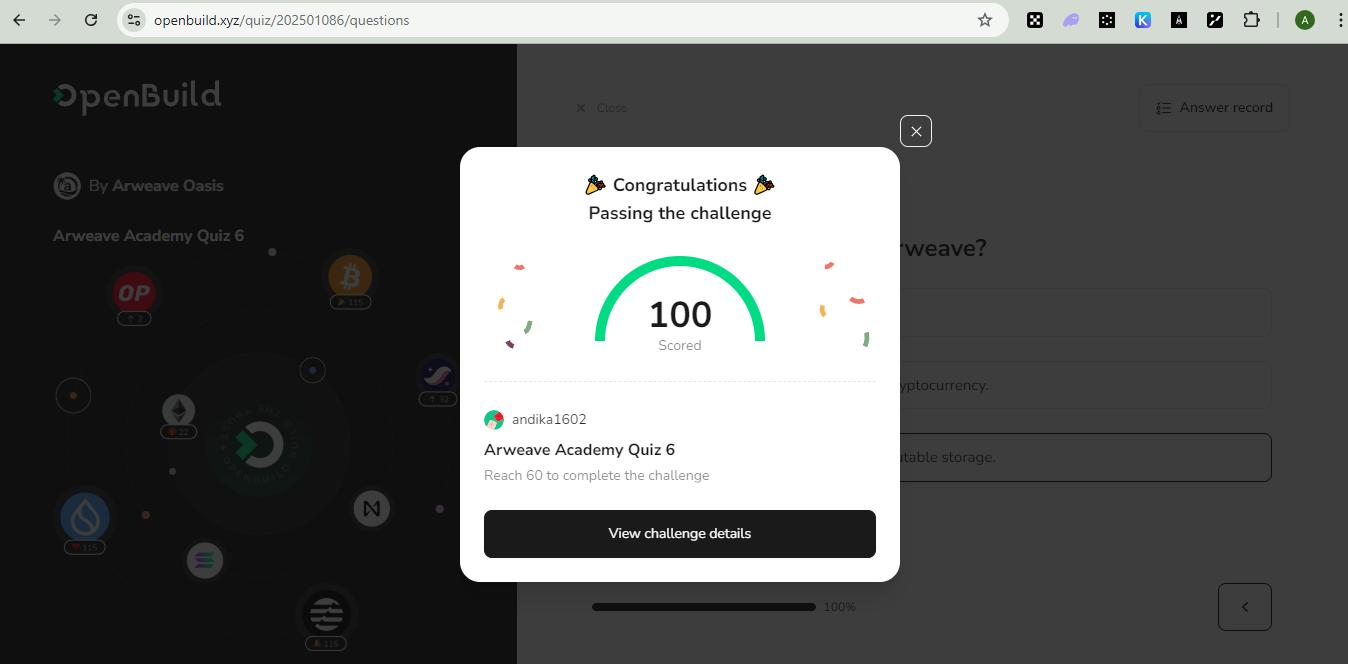 openbuild.xyz/quiz/202501086/questions
A
OpenBuild
Close
Answer record
By Arweave Oasis
Arweave Academy Quiz 6
OP
2
115
32
22
115
115
🎉 Congratulations 🎉
Passing the challenge
100
Scored
andika1602
Arweave Academy Quiz 6
Reach 60 to complete the challenge
View challenge details
rweave?
yptocurrency.
utable storage.
100%